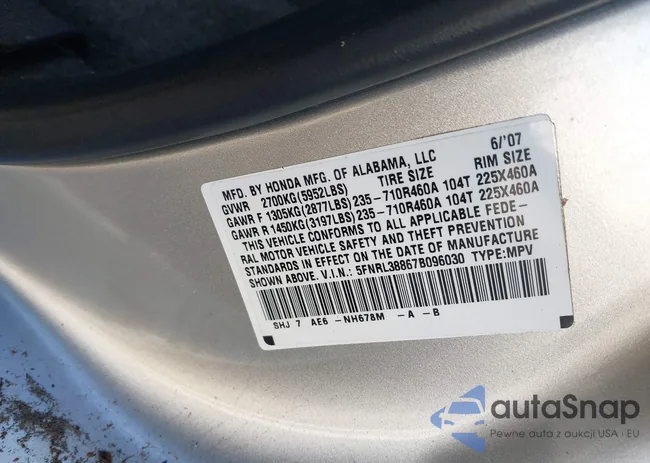 MFD. BY HONDA MFG. OF ALABAMA, LLC 6/'07
GVWR 2700KG(5952LBS) TIRE SIZE RIM SIZE
GAWR F 1305KG(2877LBS) 235-710R460A 104T 225X460A
GAWR R 1450KG(3197LBS) 235-710R460A 104T 225X460A
THIS VEHICLE CONFORMS TO ALL APPLICABLE FEDE-
RAL MOTOR VEHICLE SAFETY AND THEFT PREVENTION
STANDARDS IN EFFECT ON THE DATE OF MANUFACTURE
SHOWN ABOVE. V.I.N: 5FNRL38867B096030 TYPE:MPV
SHJ 7 AE6 -NH678M -A -B
autaSnap
Pewne auta z aukcji USA - EU